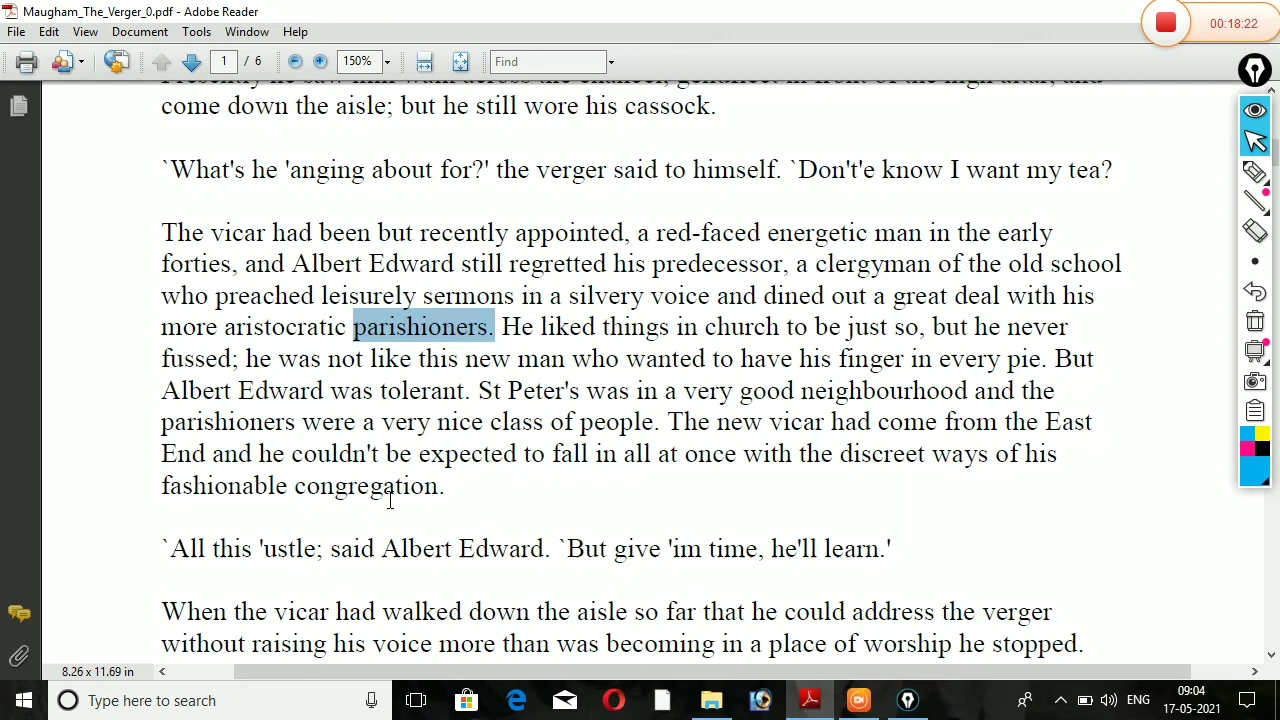 Maugham_The_Verger_0.pdf - Adobe Reader
00:18:22
File Edit View Document Tools Window Help
1 / 6 150% Find
come down the aisle; but he still wore his cassock.
`What's he 'anging about for?' the verger said to himself. `Don't'e know I want my tea?
The vicar had been but recently appointed, a red-faced energetic man in the early
forties, and Albert Edward still regretted his predecessor, a clergyman of the old school
who preached leisurely sermons in a silvery voice and dined out a great deal with his
more aristocratic parishioners. He liked things in church to be just so, but he never
fussed; he was not like this new man who wanted to have his finger in every pie. But
Albert Edward was tolerant. St Peter's was in a very good neighbourhood and the
parishioners were a very nice class of people. The new vicar had come from the East
End and he couldn't be expected to fall in all at once with the discreet ways of his
fashionable congregation.
`All this 'ustle; said Albert Edward. `But give 'im time, he'll learn.'
When the vicar had walked down the aisle so far that he could address the verger
without raising his voice more than was becoming in a place of worship he stopped.
8.26 x 11.69 in
Type here to search
ENG
09:04
17-05-2021